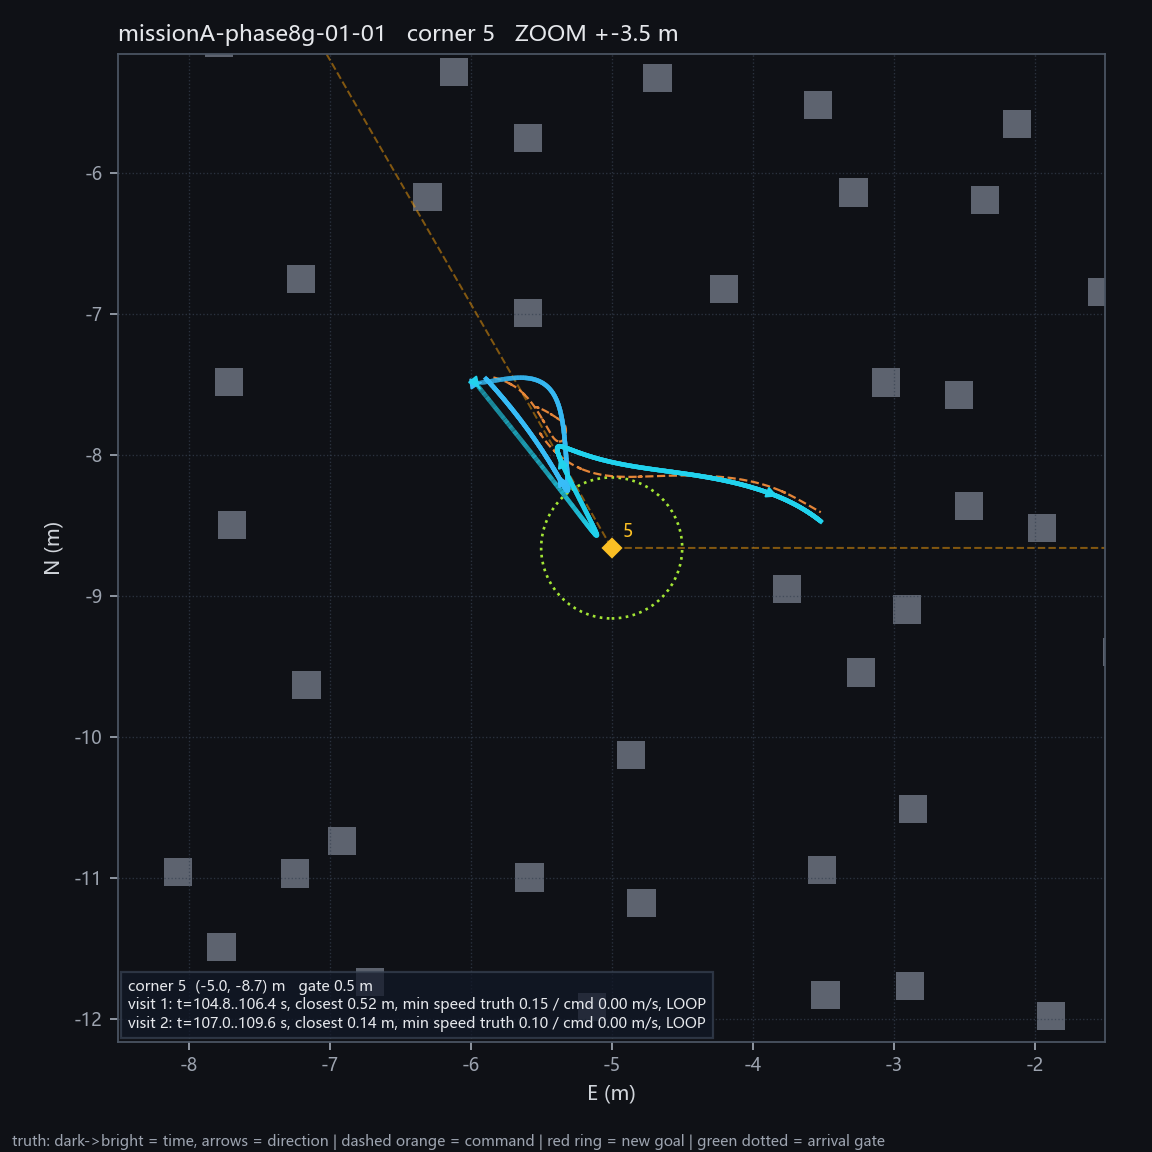 missionA-phase8g-01-01   corner 5   ZOOM +-3.5 m
-6
-7
-8
-9
-10
-11
-12
N (m)
5
corner 5  (-5.0, -8.7) m   gate 0.5 m
visit 1: t=104.8..106.4 s, closest 0.52 m, min speed truth 0.15 / cmd 0.00 m/s, LOOP
visit 2: t=107.0..109.6 s, closest 0.14 m, min speed truth 0.10 / cmd 0.00 m/s, LOOP
-8 -7 -6 -5 -4 -3 -2
E (m)
truth: dark->bright = time, arrows = direction | dashed orange = command | red ring = new goal | green dotted = arrival gate